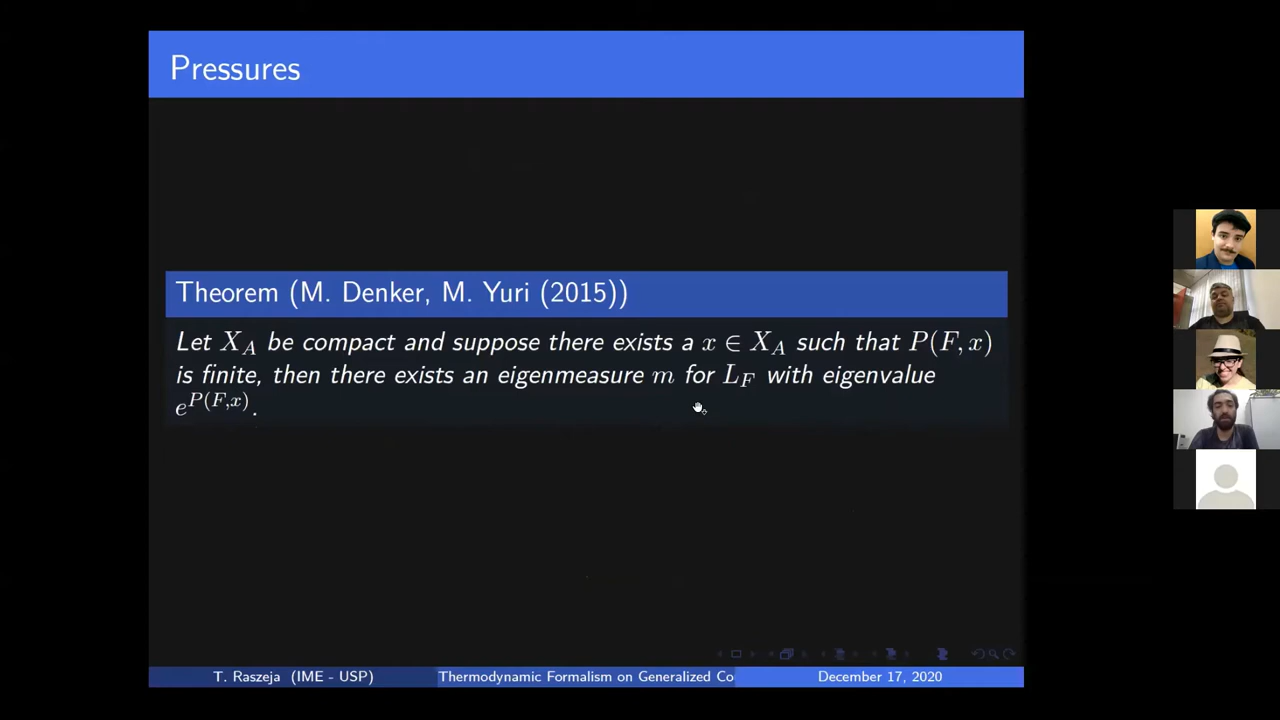 Pressures
Theorem (M. Denker, M. Yuri (2015))
Let $X_A$ be compact and suppose there exists a $x \in X_A$ such that $P(F, x)$
is finite, then there exists an eigenmeasure $m$ for $L_F$ with eigenvalue
$e^{P(F,x)}$.
T. Raszeja (IME - USP)
Thermodynamic Formalism on Generalized Co
December 17, 2020